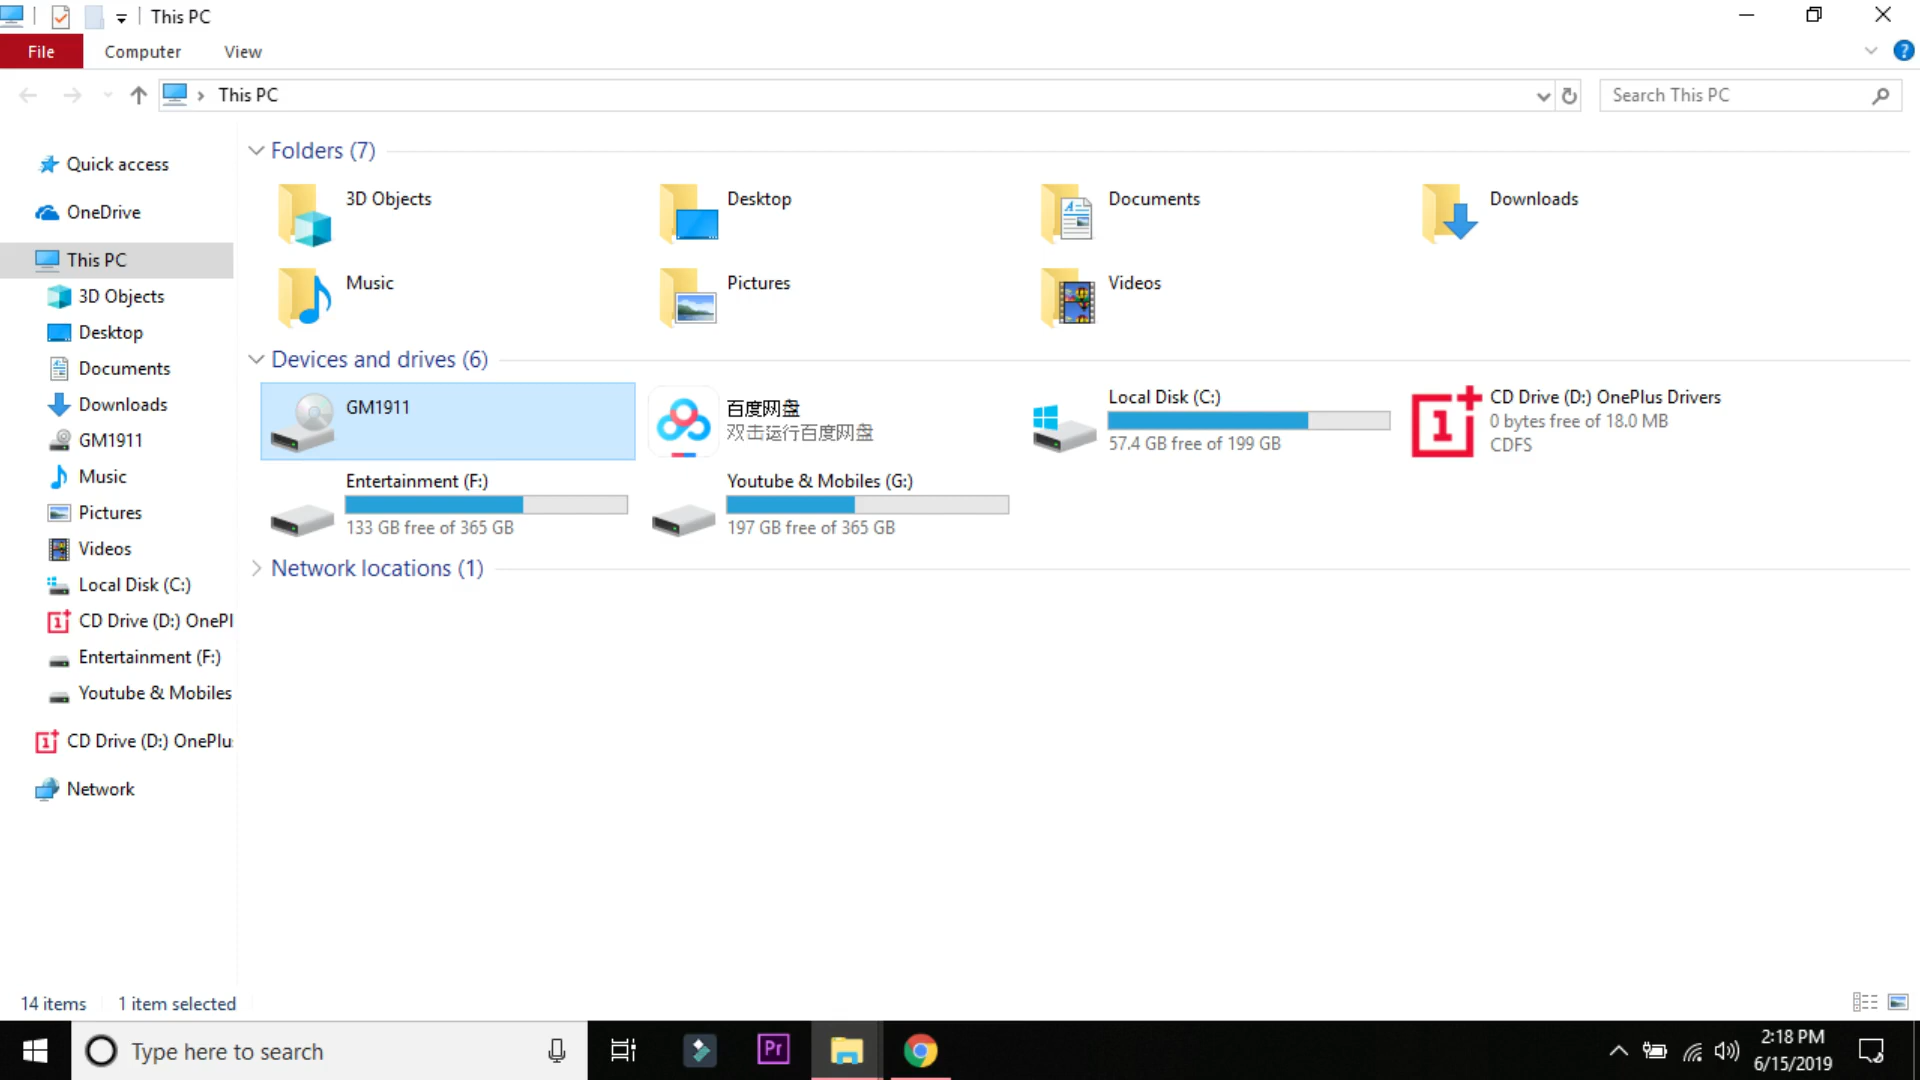 This PC
File Computer View
This PC
Search This PC
Quick access
OneDrive
This PC
3D Objects
Desktop
Documents
Downloads
GM1911
Music
Pictures
Videos
Local Disk (C:)
CD Drive (D:) OnePl
Entertainment (F:)
Youtube & Mobiles
CD Drive (D:) OnePlu
Network
Folders (7)
3D Objects
Desktop
Documents
Downloads
Music
Pictures
Videos
Devices and drives (6)
GM1911
百度网盘
双击运行百度网盘
Local Disk (C:)
57.4 GB free of 199 GB
CD Drive (D:) OnePlus Drivers
0 bytes free of 18.0 MB
CDFS
Entertainment (F:)
133 GB free of 365 GB
Youtube & Mobiles (G:)
197 GB free of 365 GB
Network locations (1)
14 items 1 item selected
Type here to search
Pr
2:18 PM
6/15/2019